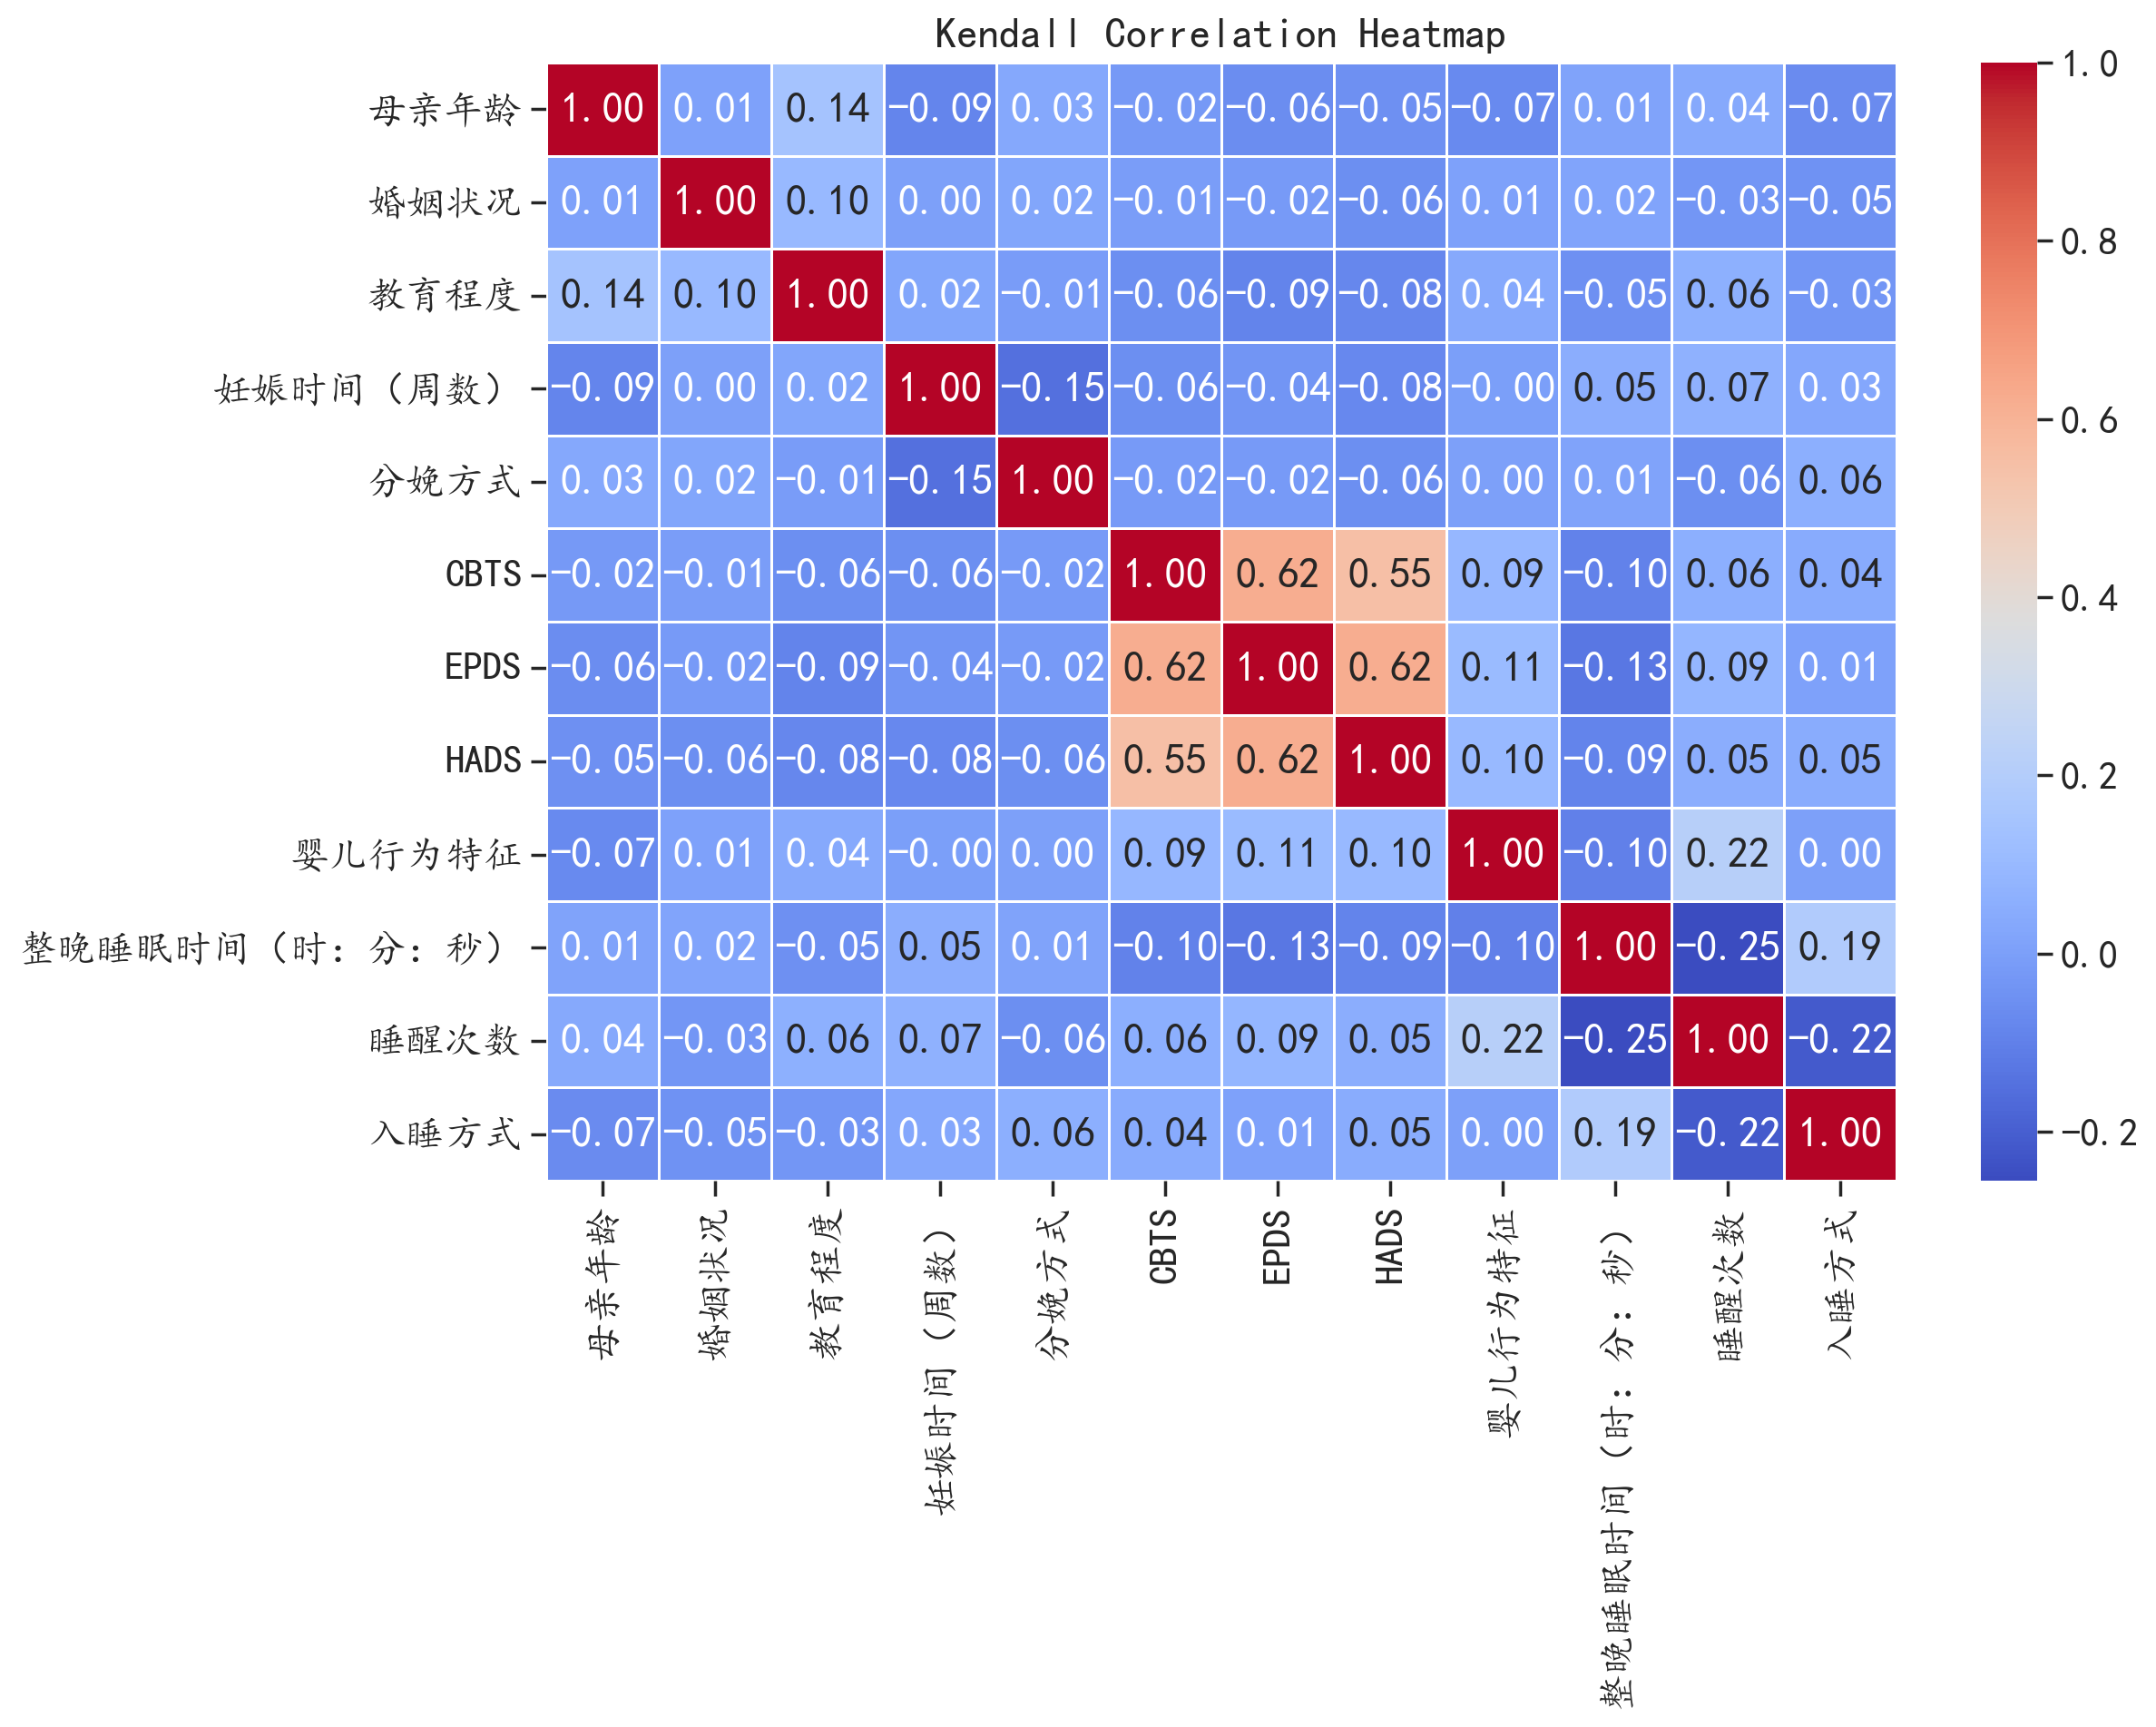 Kendall Correlation Heatmap
母亲年龄 1.00 0.01 0.14 -0.09 0.03 -0.02 -0.06 -0.05 -0.07 0.01 0.04 -0.07
婚姻状况 0.01 1.00 0.10 0.00 0.02 -0.01 -0.02 -0.06 0.01 0.02 -0.03 -0.05
教育程度 0.14 0.10 1.00 0.02 -0.01 -0.06 -0.09 -0.08 0.04 -0.05 0.06 -0.03
妊娠时间（周数） -0.09 0.00 0.02 1.00 -0.15 -0.06 -0.04 -0.08 -0.00 0.05 0.07 0.03
分娩方式 0.03 0.02 -0.01 -0.15 1.00 -0.02 -0.02 -0.06 0.00 0.01 -0.06 0.06
CBTS -0.02 -0.01 -0.06 -0.06 -0.02 1.00 0.62 0.55 0.09 -0.10 0.06 0.04
EPDS -0.06 -0.02 -0.09 -0.04 -0.02 0.62 1.00 0.62 0.11 -0.13 0.09 0.01
HADS -0.05 -0.06 -0.08 -0.08 -0.06 0.55 0.62 1.00 0.10 -0.09 0.05 0.05
婴儿行为特征 -0.07 0.01 0.04 -0.00 0.00 0.09 0.11 0.10 1.00 -0.10 0.22 0.00
整晚睡眠时间（时：分：秒） 0.01 0.02 -0.05 0.05 0.01 -0.10 -0.13 -0.09 -0.10 1.00 -0.25 0.19
睡醒次数 0.04 -0.03 0.06 0.07 -0.06 0.06 0.09 0.05 0.22 -0.25 1.00 -0.22
入睡方式 -0.07 -0.05 -0.03 0.03 0.06 0.04 0.01 0.05 0.00 0.19 -0.22 1.00
母亲年龄
婚姻状况
教育程度
妊娠时间（周数）
分娩方式
CBTS
EPDS
HADS
婴儿行为特征
整晚睡眠时间（时：分：秒）
睡醒次数
入睡方式
1.0
0.8
0.6
0.4
0.2
0.0
-0.2